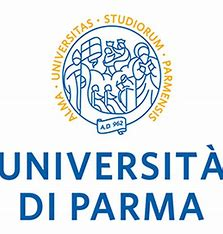 ALMA · UNIVERSITAS · STUDIORUM · PARMENSIS
A.D. 962
UNIVERSITÀ
DI PARMA